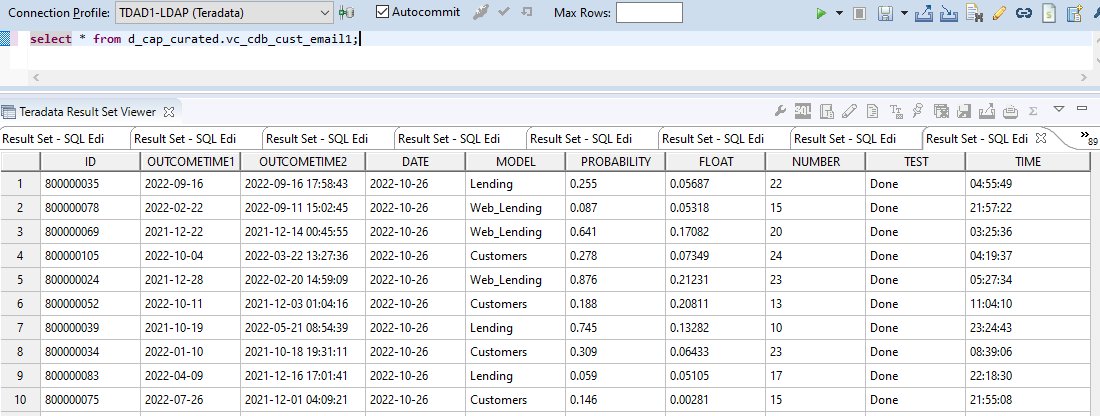 Connection Profile: TDAD1-LDAP (Teradata) Autocommit Max Rows:
select * from d_cap_curated.vc_cdb_cust_email1;
Teradata Result Set Viewer
SQL
Result Set - SQL Edi Result Set - SQL Edi Result Set - SQL Edi Result Set - SQL Edi Result Set - SQL Edi Result Set - SQL Edi Result Set - SQL Edi Result Set - SQL Edi 89
ID OUTCOMETIME1 OUTCOMETIME2 DATE MODEL PROBABILITY FLOAT NUMBER TEST TIME
1 800000035 2022-09-16 2022-09-16 17:58:43 2022-10-26 Lending 0.255 0.05687 22 Done 04:55:49
2 800000078 2022-02-22 2022-09-11 15:02:45 2022-10-26 Web_Lending 0.087 0.05318 15 Done 21:57:22
3 800000069 2021-12-22 2021-12-14 00:45:55 2022-10-26 Web_Lending 0.641 0.17082 20 Done 03:25:36
4 800000105 2022-10-04 2022-03-22 13:27:36 2022-10-26 Customers 0.278 0.07349 24 Done 04:19:37
5 800000024 2021-12-28 2022-02-20 14:59:09 2022-10-26 Web_Lending 0.876 0.21231 23 Done 05:27:34
6 800000052 2022-10-11 2021-12-03 01:04:16 2022-10-26 Customers 0.188 0.20811 13 Done 11:04:10
7 800000039 2021-10-19 2022-05-21 08:54:39 2022-10-26 Lending 0.745 0.13282 10 Done 23:24:43
8 800000034 2022-01-10 2021-10-18 19:31:11 2022-10-26 Customers 0.309 0.06433 23 Done 08:39:06
9 800000083 2022-04-09 2021-12-16 17:01:41 2022-10-26 Lending 0.059 0.05105 17 Done 22:18:30
10 800000075 2022-07-26 2021-12-01 04:09:21 2022-10-26 Customers 0.146 0.00281 15 Done 21:55:08